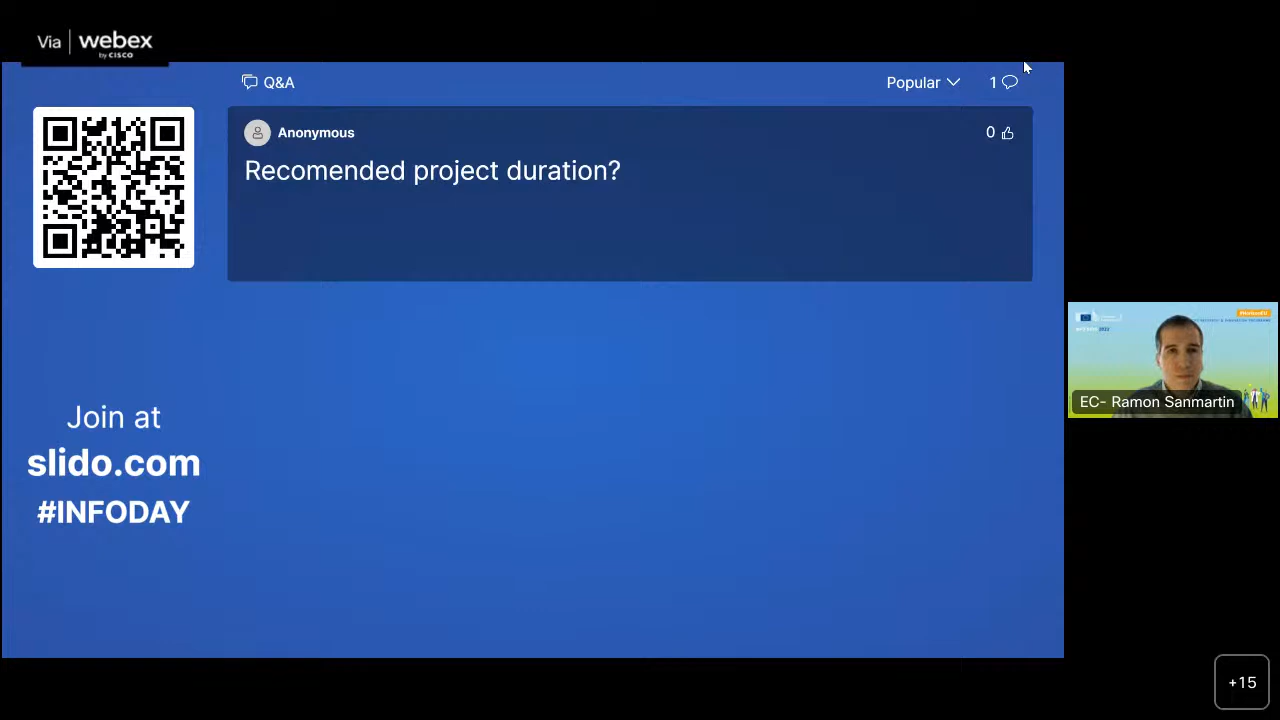 Via webex
by CISCO
Q&A
Popular
1
Anonymous
0
Recomended project duration?
Join at
slido.com
#INFODAY
#HorizonEU
EC- Ramon Sanmartin
+15